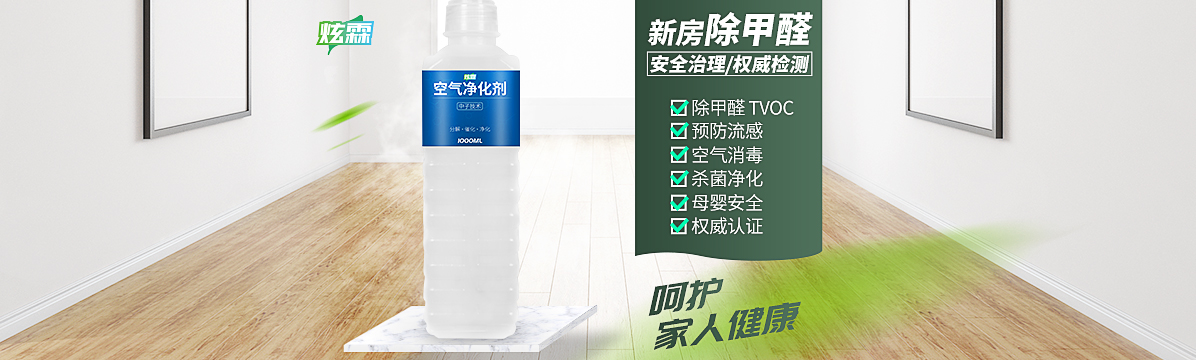 炫霖
炫霖
空气净化剂
中子技术
分解·催化·净化
1000ML
新房除甲醛
安全治理/权威检测
除甲醛 TVOC
预防流感
空气消毒
杀菌净化
母婴安全
权威认证
呵护
家人健康